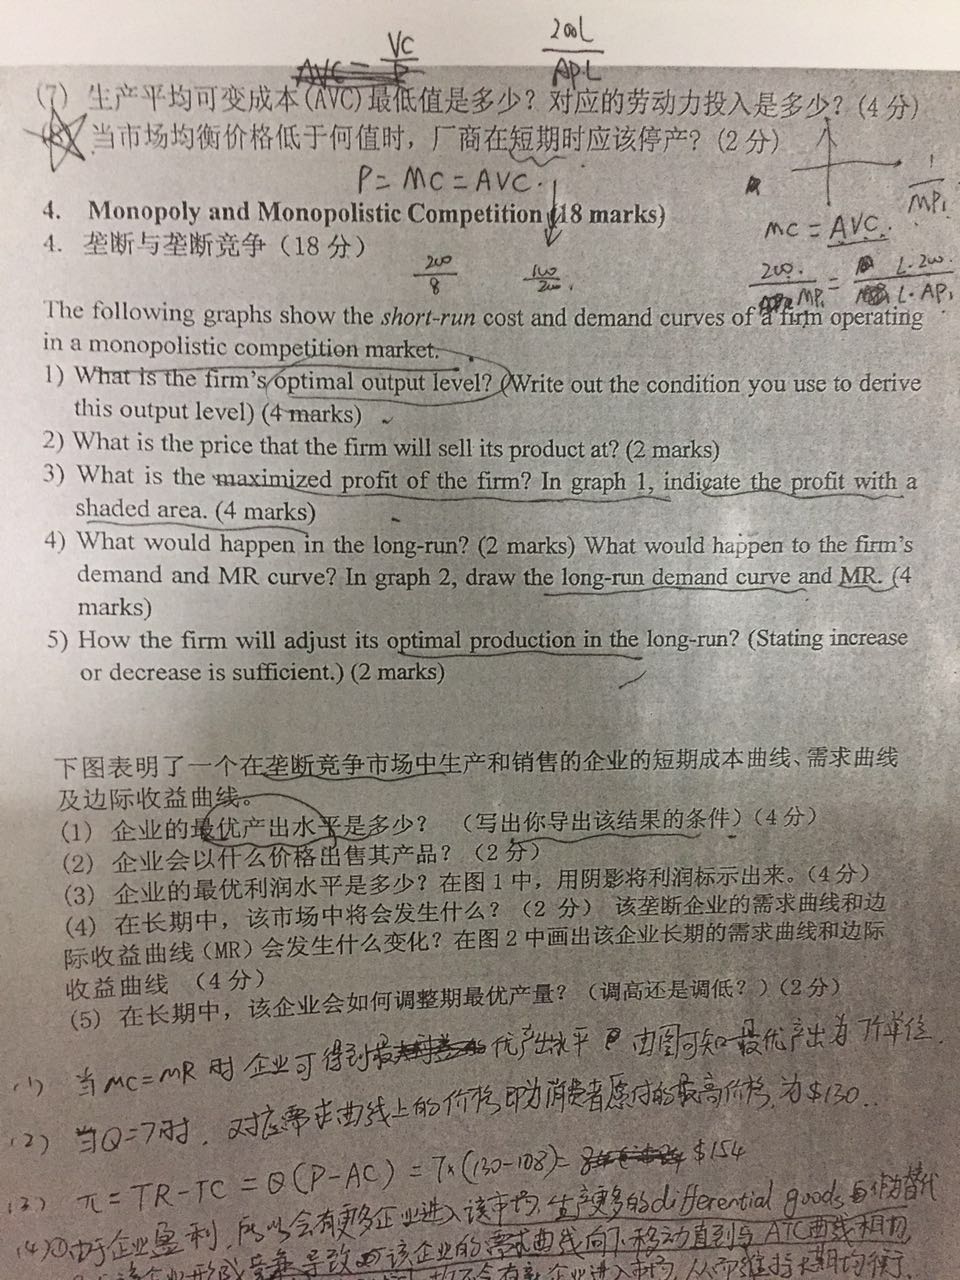 VC
200L
AVC = P
AP·L
(7) 生产平均可变成本(AVC)最低值是多少？对应的劳动力投入是多少？(4 分)
当市场均衡价格低于何值时，厂商在短期时应该停产？(2 分)
P = MC = AVC.
1
MP₁
4. Monopoly and Monopolistic Competition (18 marks)
MC = AVC.
4. 垄断与垄断竞争（18 分）
200
8
100
200.
200.
MP₁
=
L·200
L·AP₁
The following graphs show the short-run cost and demand curves of a firm operating
in a monopolistic competition market.
1) What is the firm's optimal output level? (Write out the condition you use to derive
this output level) (4 marks)
2) What is the price that the firm will sell its product at? (2 marks)
3) What is the maximized profit of the firm? In graph 1, indicate the profit with a
shaded area. (4 marks)
4) What would happen in the long-run? (2 marks) What would happen to the firm's
demand and MR curve? In graph 2, draw the long-run demand curve and MR. (4
marks)
5) How the firm will adjust its optimal production in the long-run? (Stating increase
or decrease is sufficient.) (2 marks)
下图表明了一个在垄断竞争市场中生产和销售的企业的短期成本曲线、需求曲线
及边际收益曲线。
(1) 企业的最优产出水平是多少？（写出你导出该结果的条件）(4 分)
(2) 企业会以什么价格出售其产品？（2 分）
(3) 企业的最优利润水平是多少？在图 1 中，用阴影将利润标示出来。(4 分)
(4) 在长期中，该市场中将会发生什么？（2 分） 该垄断企业的需求曲线和边
际收益曲线（MR）会发生什么变化？在图 2 中画出该企业长期的需求曲线和边际
收益曲线 （4 分）
(5) 在长期中，该企业会如何调整期最优产量？（调高还是调低？）(2 分)
(1) 当MC=MR时 企业可得到 优产出水平 由图可知 最优产出为7个单位.
(2) 当Q=7时. 对应需求曲线上的价格即为消费者愿付的最高价格, 为$130..
(3) π = TR-TC = Q(P-AC) = 7×(130-108)= $154
(4)①由于企业盈利, 所以会有更多企业进入该市场, 生产更多的differential goods 作为替代
导致 该企业的需求曲线向下移动直到与ATC曲线相切,
企业进入市场, 从而维持长期均衡